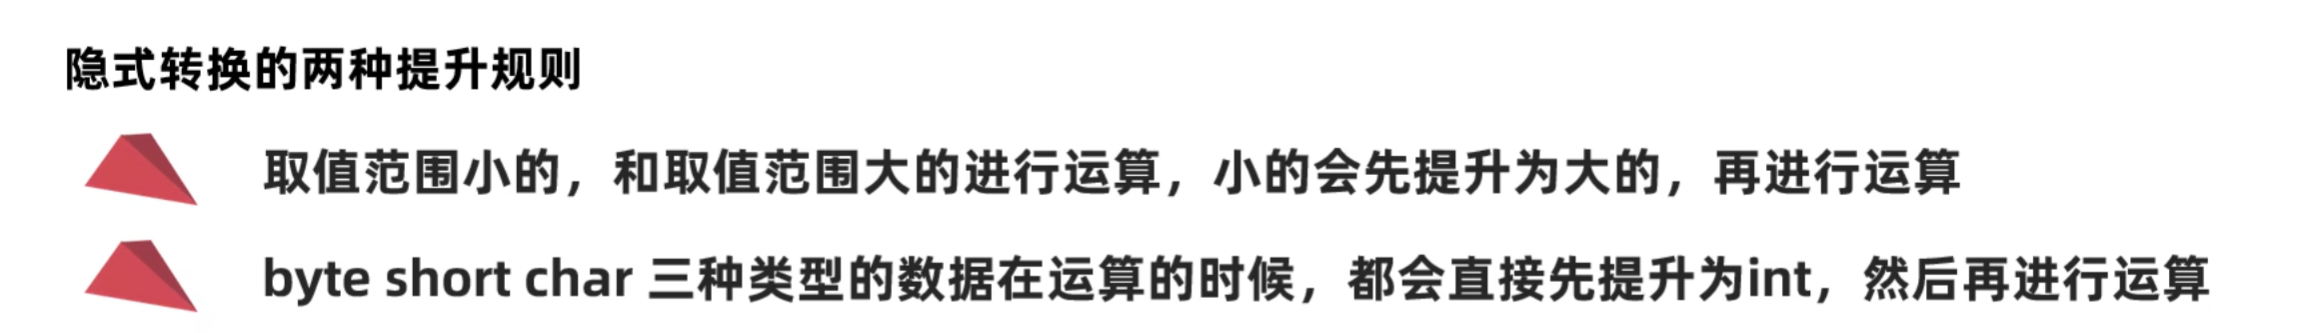 隐式转换的两种提升规则
取值范围小的，和取值范围大的进行运算，小的会先提升为大的，再进行运算
byte short char 三种类型的数据在运算的时候，都会直接先提升为int，然后再进行运算